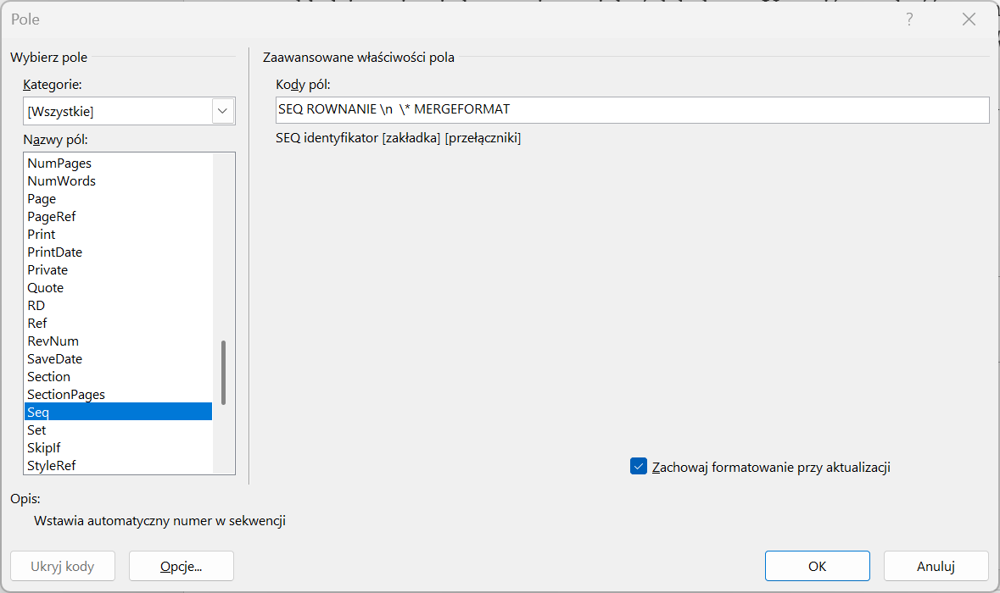 Pole
?
Wybierz pole
Kategorie:
[Wszystkie]
Nazwy pól:
NumPages
NumWords
Page
PageRef
Print
PrintDate
Private
Quote
RD
Ref
RevNum
SaveDate
Section
SectionPages
Seq
Set
SkipIf
StyleRef
Zaawansowane właściwości pola
Kody pól:
SEQ ROWNANIE \n  \* MERGEFORMAT
SEQ identyfikator [zakładka] [przełączniki]
Zachowaj formatowanie przy aktualizacji
Opis:
Wstawia automatyczny numer w sekwencji
Ukryj kody
Opcje...
OK
Anuluj